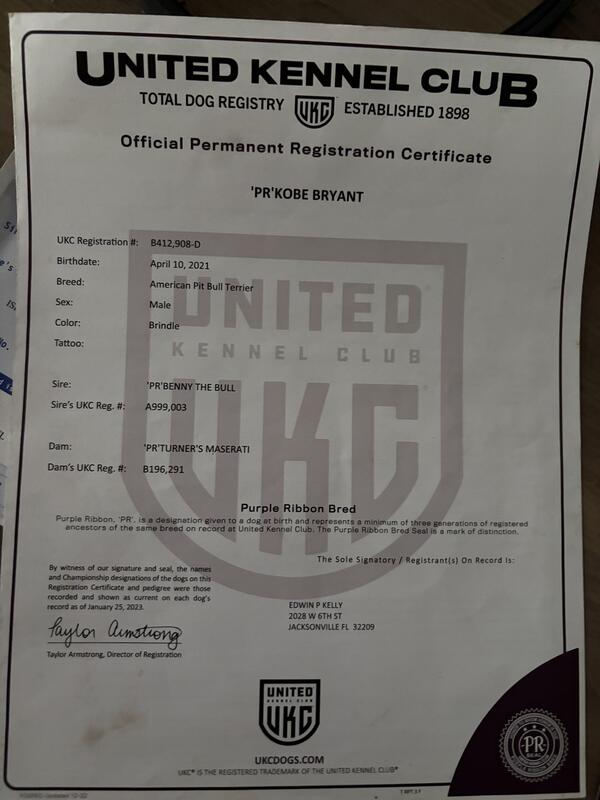 UNITED KENNEL CLUB
TOTAL DOG REGISTRY UKC ESTABLISHED 1898
Official Permanent Registration Certificate
'PR'KOBE BRYANT
UKC Registration #: B412,908-D
Birthdate: April 10, 2021
Breed: American Pit Bull Terrier
Sex: Male
Color: Brindle
Tattoo:
UNITED
KENNEL CLUB
UKC
Sire: 'PR'BENNY THE BULL
Sire's UKC Reg. #: A999,003
Dam: 'PR'TURNER'S MASERATI
Dam's UKC Reg. #: B196,291
Purple Ribbon Bred
Purple Ribbon, 'PR', is a designation given to a dog at birth and represents a minimum of three generations of registered
ancestors of the same breed on record at United Kennel Club. The Purple Ribbon Bred Seal is a mark of distinction.
The Sole Signatory / Registrant(s) On Record Is:
By witness of our signature and seal, the names
and Championship designations of the dogs on this
Registration Certificate and pedigree were those
recorded and shown as current on each dog's
record as of January 25, 2023.
EDWIN P KELLY
2028 W 6TH ST
JACKSONVILLE FL 32209
Taylor Armstrong
Taylor Armstrong, Director of Registration
UNITED
KENNEL CLUB
UKC
UKCDOGS.COM
UKC® IS THE REGISTERED TRADEMARK OF THE UNITED KENNEL CLUB®
PR
SEAL